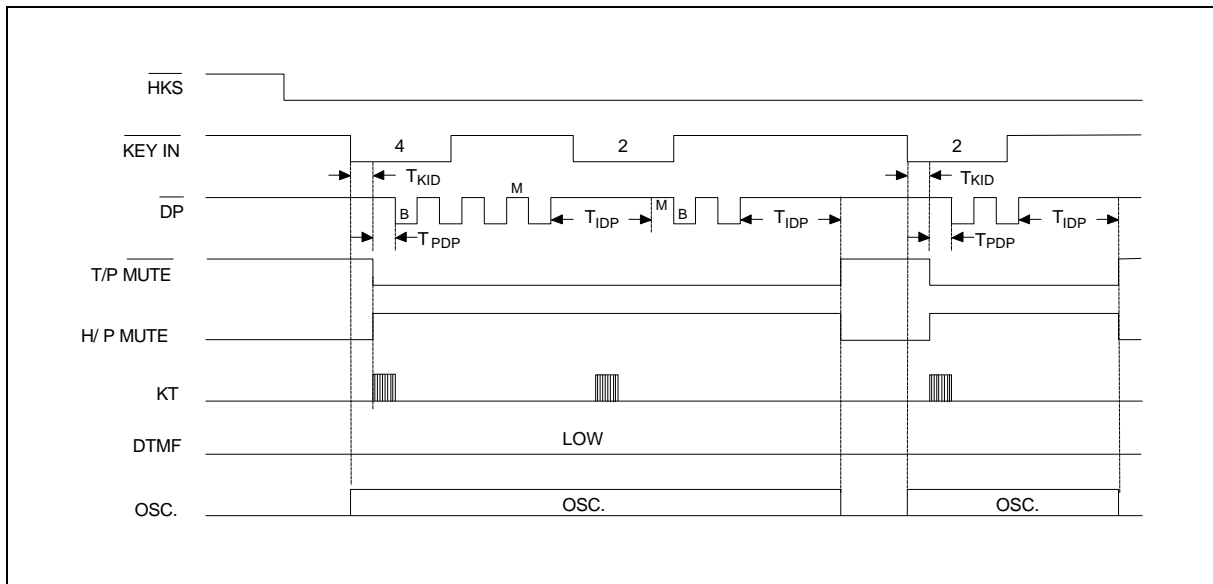 HKS
KEY IN 4 2 2
TKID TKID
M
DP B TIDP M B TIDP TIDP
TPDP TPDP
T/P MUTE
H/ P MUTE
KT
DTMF LOW
OSC. OSC. OSC.